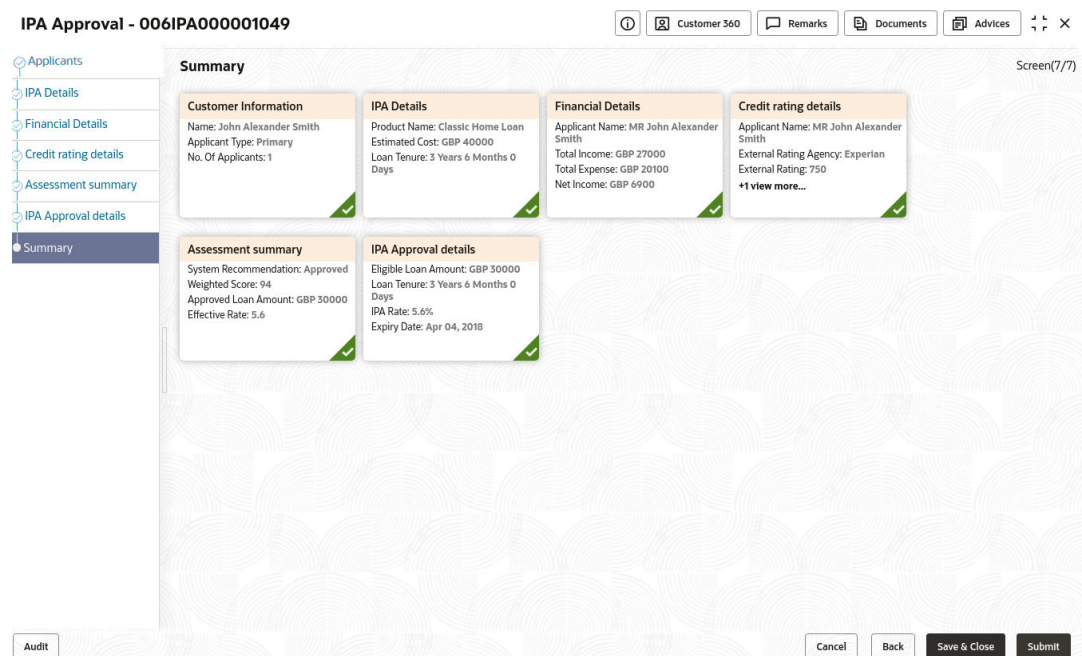 IPA Approval - 006IPA000001049
Customer 360
Remarks
Documents
Advices
Applicants
IPA Details
Financial Details
Credit rating details
Assessment summary
IPA Approval details
Summary
Summary
Screen(7/7)
Customer Information
Name: John Alexander Smith
Applicant Type: Primary
No. Of Applicants: 1
IPA Details
Product Name: Classic Home Loan
Estimated Cost: GBP 40000
Loan Tenure: 3 Years 6 Months 0
Days
Financial Details
Applicant Name: MR John Alexander
Smith
Total Income: GBP 27000
Total Expense: GBP 20100
Net Income: GBP 6900
Credit rating details
Applicant Name: MR John Alexander
Smith
External Rating Agency: Experian
External Rating: 750
+1 view more...
Assessment summary
System Recommendation: Approved
Weighted Score: 94
Approved Loan Amount: GBP 30000
Effective Rate: 5.6
IPA Approval details
Eligible Loan Amount: GBP 30000
Loan Tenure: 3 Years 6 Months 0
Days
IPA Rate: 5.6%
Expiry Date: Apr 04, 2018
Audit
Cancel
Back
Save & Close
Submit